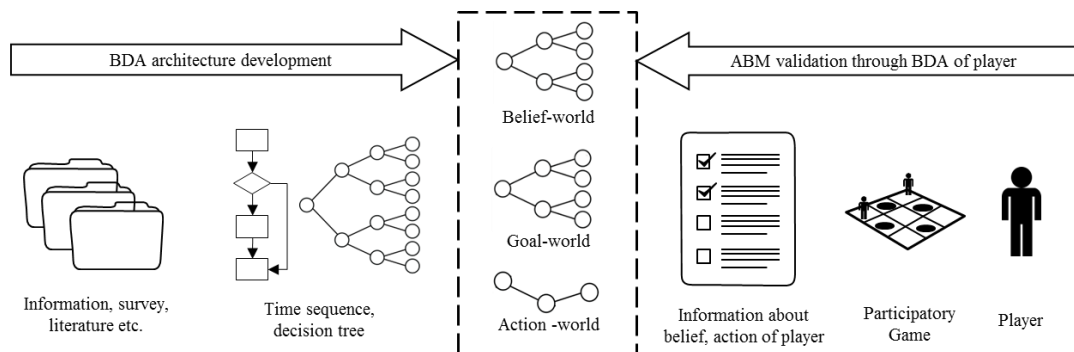 BDA architecture development
ABM validation through BDA of player
Belief-world
Goal-world
Action -world
Information, survey,
literature etc.
Time sequence,
decision tree
Information about
belief, action of player
Participatory
Game
Player